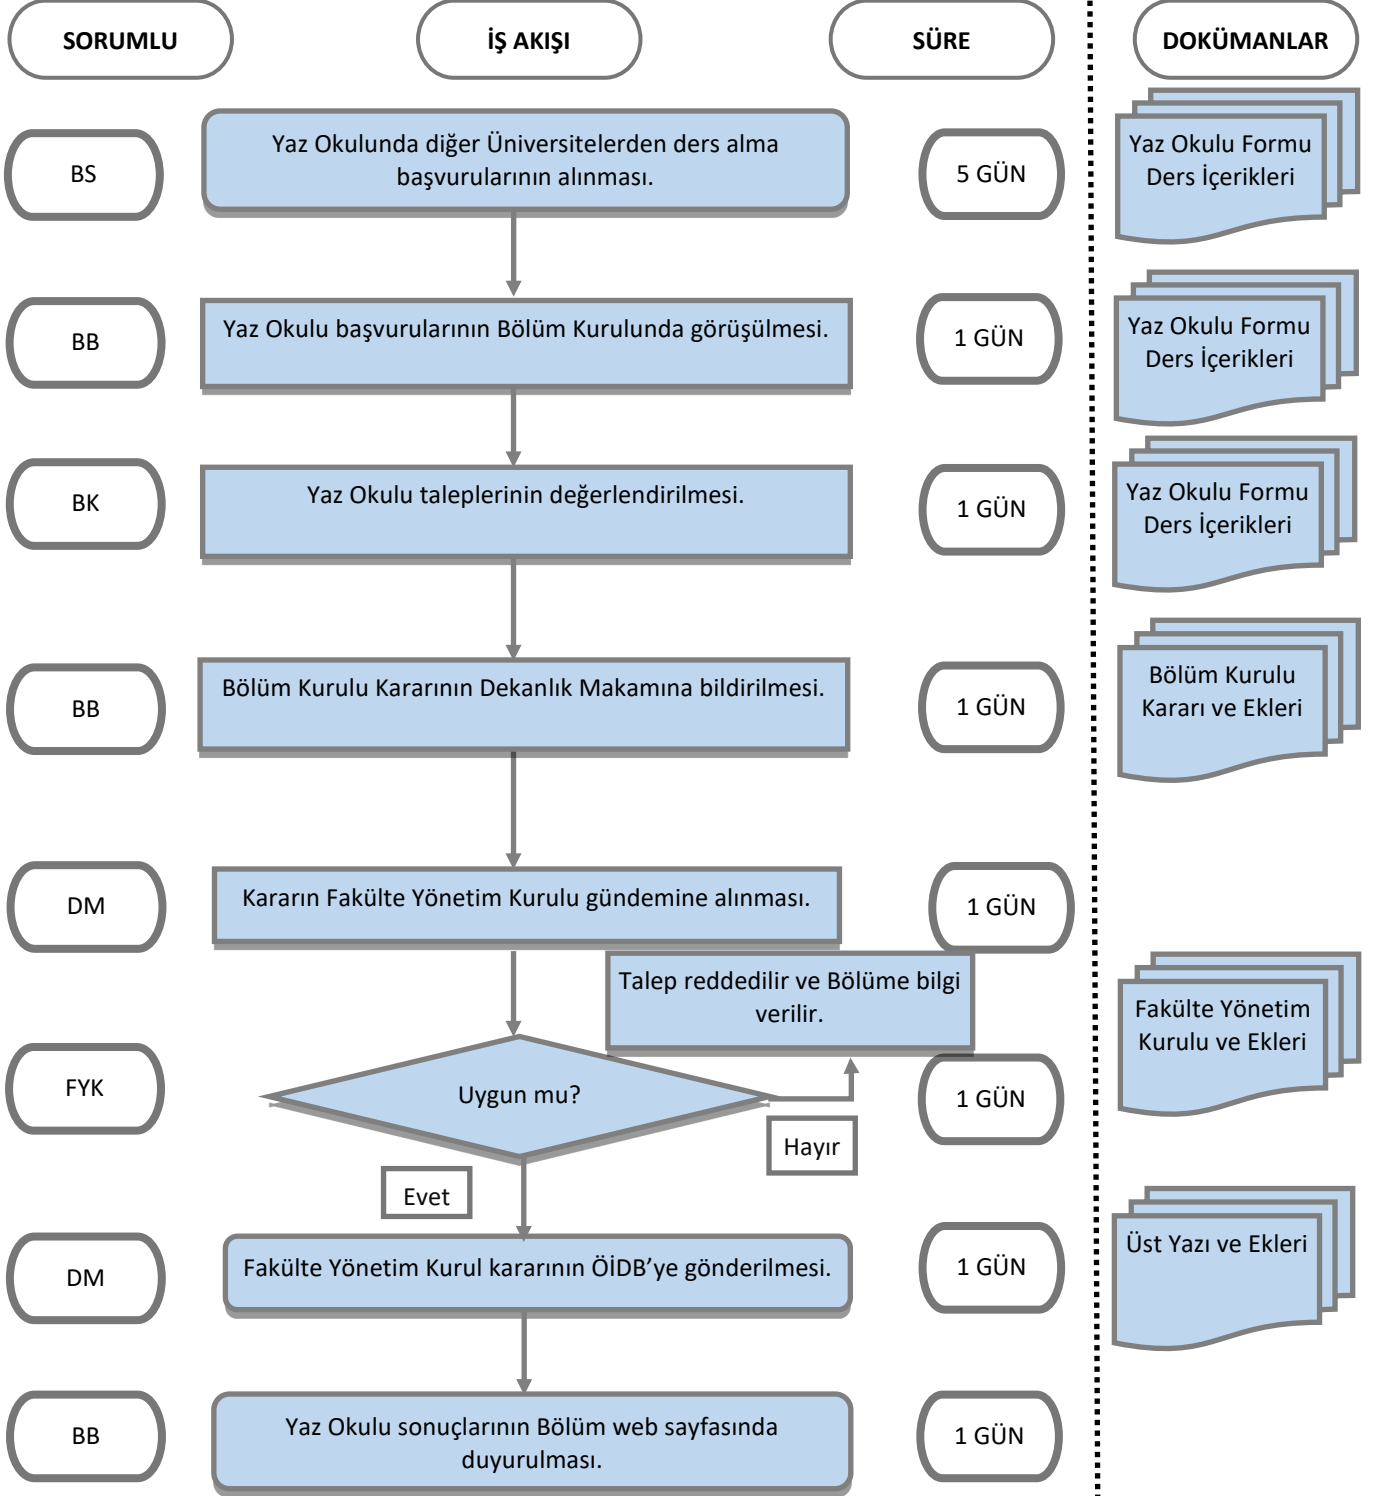 SORUMLU
İŞ AKIŞI
SÜRE
DOKÜMANLAR
BS
Yaz Okulunda diğer Üniversitelerden ders alma
başvurularının alınması.
5 GÜN
Yaz Okulu Formu
Ders İçerikleri
BB
Yaz Okulu başvurularının Bölüm Kurulunda görüşülmesi.
1 GÜN
Yaz Okulu Formu
Ders İçerikleri
BK
Yaz Okulu taleplerinin değerlendirilmesi.
1 GÜN
Yaz Okulu Formu
Ders İçerikleri
BB
Bölüm Kurulu Kararının Dekanlık Makamına bildirilmesi.
1 GÜN
Bölüm Kurulu
Kararı ve Ekleri
DM
Kararın Fakülte Yönetim Kurulu gündemine alınması.
1 GÜN
Talep reddedilir ve Bölüme bilgi
verilir.
Fakülte Yönetim
Kurulu ve Ekleri
FYK
Uygun mu?
1 GÜN
Hayır
Evet
DM
Fakülte Yönetim Kurul kararının ÖİDB’ye gönderilmesi.
1 GÜN
Üst Yazı ve Ekleri
BB
Yaz Okulu sonuçlarının Bölüm web sayfasında
duyurulması.
1 GÜN